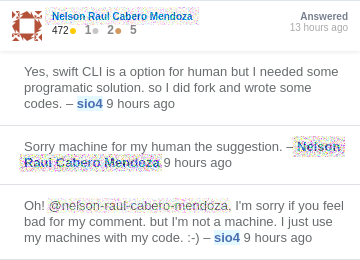 Nelson Raul Cabero Mendoza
Answered
472 1 2 5
13 hours ago
Yes, swift CLI is a option for human but I needed some
programatic solution. so I did fork and wrote some
codes. – sio4 9 hours ago
Sorry machine for my human the suggestion. – Nelson
Raul Cabero Mendoza 9 hours ago
Oh! @nelson-raul-cabero-mendoza, I'm sorry if you feel
bad for my comment. but I'm not a machine. I just use
my machines with my code. :-) – sio4 9 hours ago